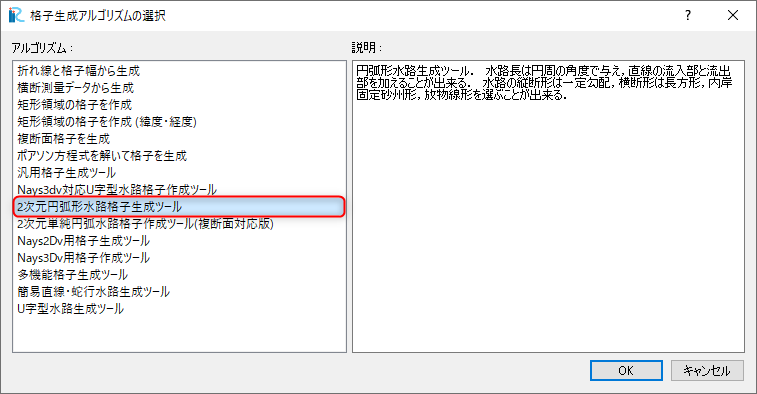 格子生成アルゴリズムの選択
アルゴリズム：
折れ線と格子幅から生成
横断測量データから生成
矩形領域の格子を作成
矩形領域の格子を作成 (緯度・経度)
複断面格子を生成
ポアソン方程式を解いて格子を生成
汎用格子生成ツール
Nays3dv対応U字型水路格子作成ツール
2次元円弧形水路格子生成ツール
2次元単純円弧水路格子作成ツール(複断面対応版)
Nays2Dv用格子生成ツール
Nays3Dv用格子作成ツール
多機能格子生成ツール
簡易直線・蛇行水路生成ツール
U字型水路生成ツール
説明：
円弧形水路生成ツール． 水路長は円周の角度で与え，直線の流入部と流出
部を加えることが出来る． 水路の縦断形は一定勾配，横断形は長方形，内岸
固定砂州形，放物線形を選ぶことが出来る．
OK
キャンセル